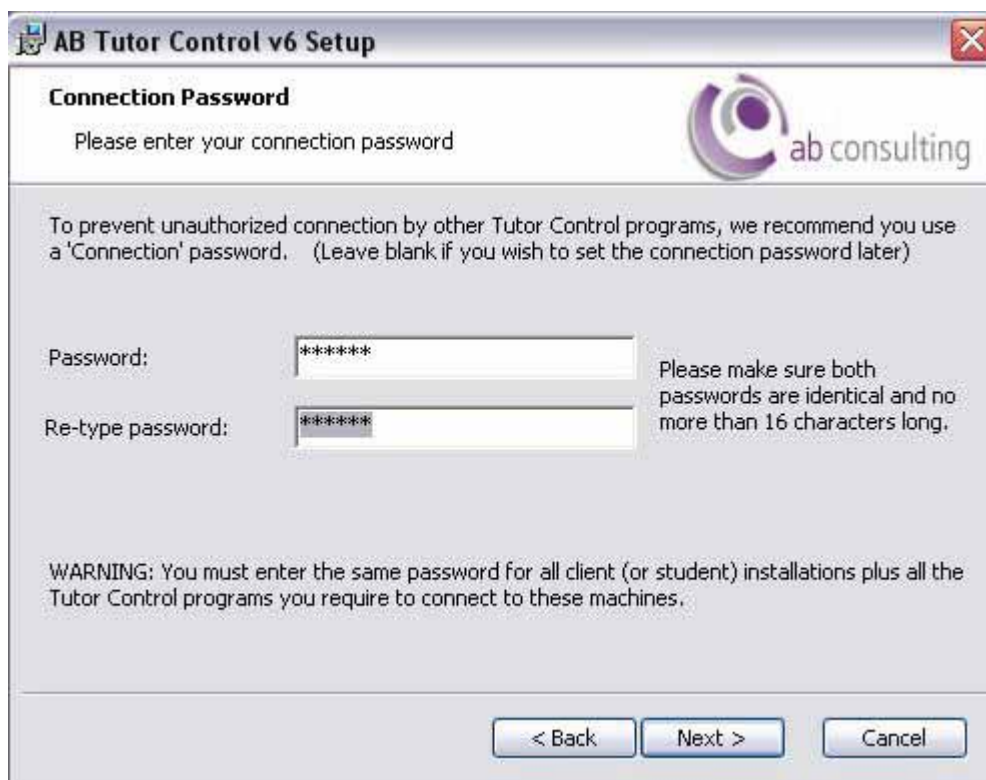 AB Tutor Control v6 Setup
Connection Password
Please enter your connection password
ab consulting
To prevent unauthorized connection by other Tutor Control programs, we recommend you use
a 'Connection' password. (Leave blank if you wish to set the connection password later)
Password:
******
Please make sure both
passwords are identical and no
more than 16 characters long.
Re-type password:
******
WARNING: You must enter the same password for all client (or student) installations plus all the
Tutor Control programs you require to connect to these machines.
< Back
Next >
Cancel